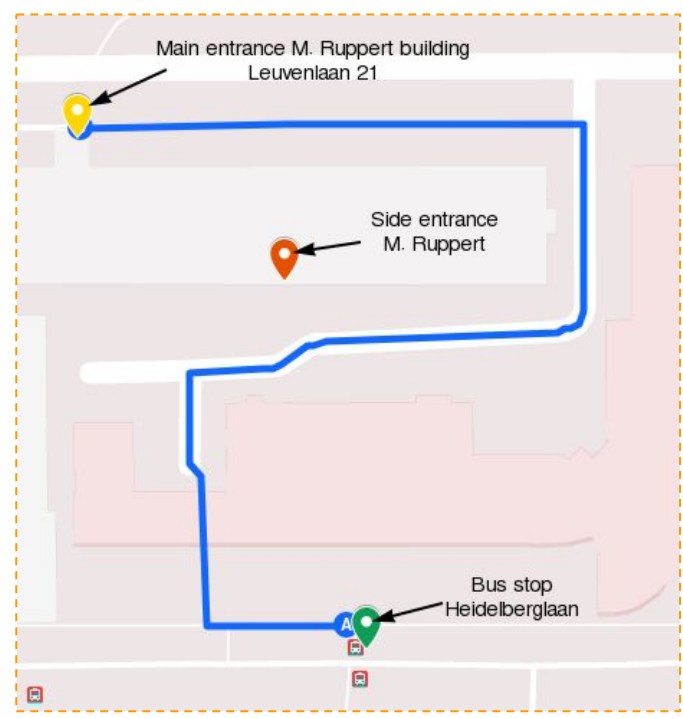 Main entrance M. Ruppert building
Leuvenlaan 21
Side entrance
M. Ruppert
Bus stop
Heidelberglaan
A